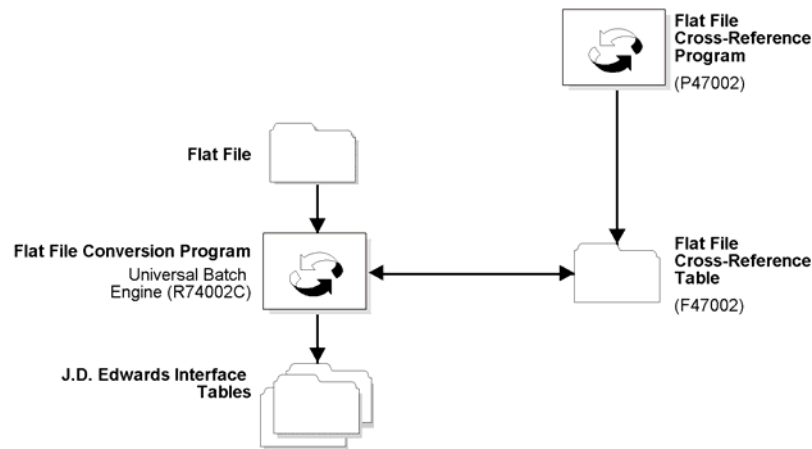 Flat File
Cross-Reference
Program
(P47002)
Flat File
Flat File Conversion Program
Universal Batch
Engine (R74002C)
Flat File
Cross-Reference
Table
(F47002)
J.D. Edwards Interface
Tables